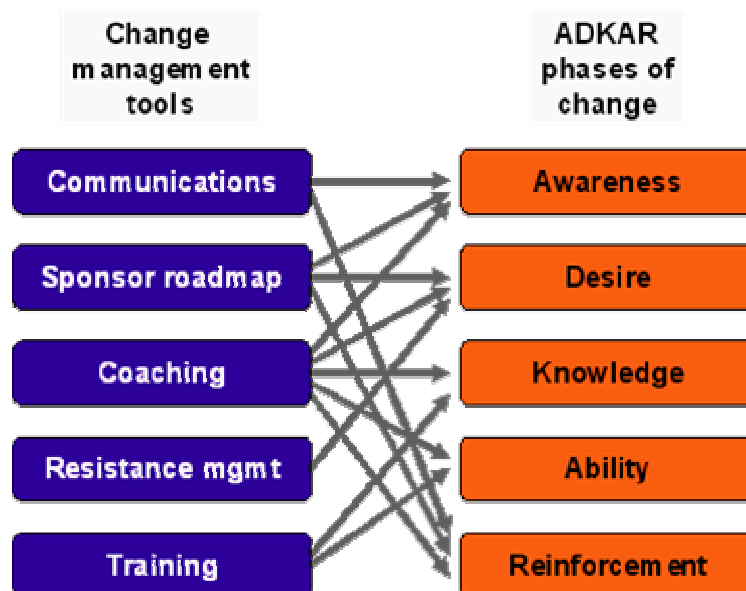 Change
management
tools
ADKAR
phases of
change
Communications
Awareness
Sponsor roadmap
Desire
Coaching
Knowledge
Resistance mgmt
Ability
Training
Reinforcement